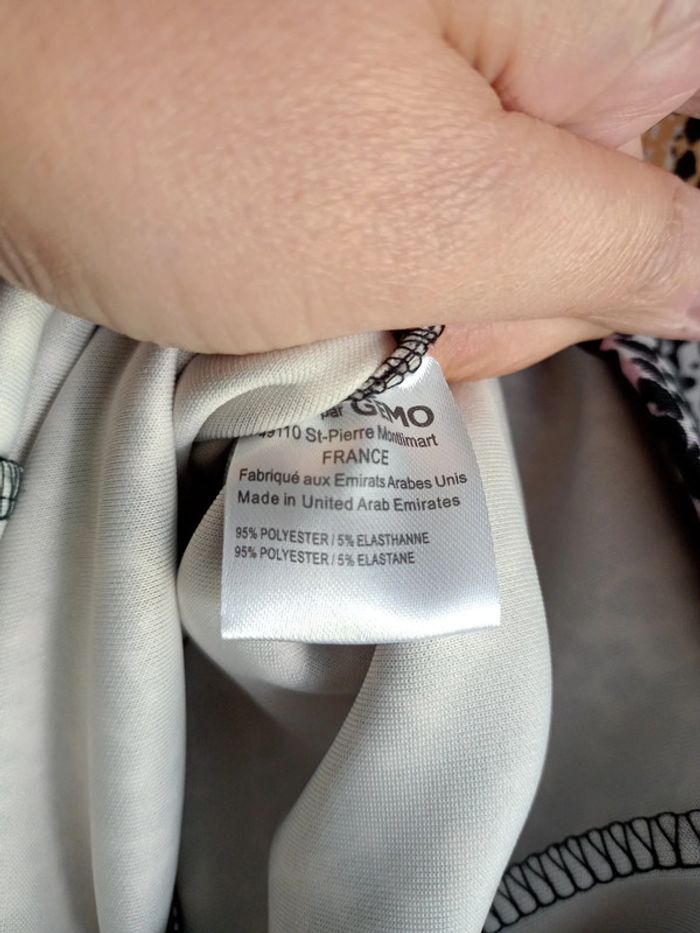 par GEMO
49110 St-Pierre Montlimart
FRANCE
Fabriqué aux Emirats Arabes Unis
Made in United Arab Emirates
95% POLYESTER / 5% ELASTHANNE
95% POLYESTER / 5% ELASTANE